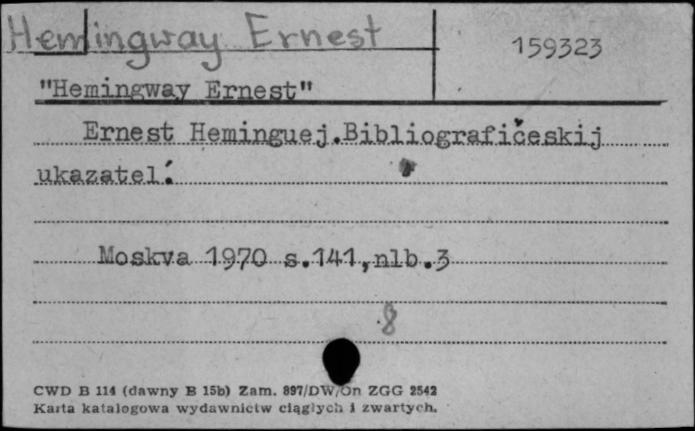 Hemingway Ernest
159323
"Hemingway Ernest"
Ernest Heminguej.Bibliografičeskij
ukazatel´.
Moskva 1970 s.141,nlb.3
8
CWD B 114 (dawny B 15b) Zam. 897/DW/On ZGG 2542
Karta katalogowa wydawnictw ciągłych i zwartych.